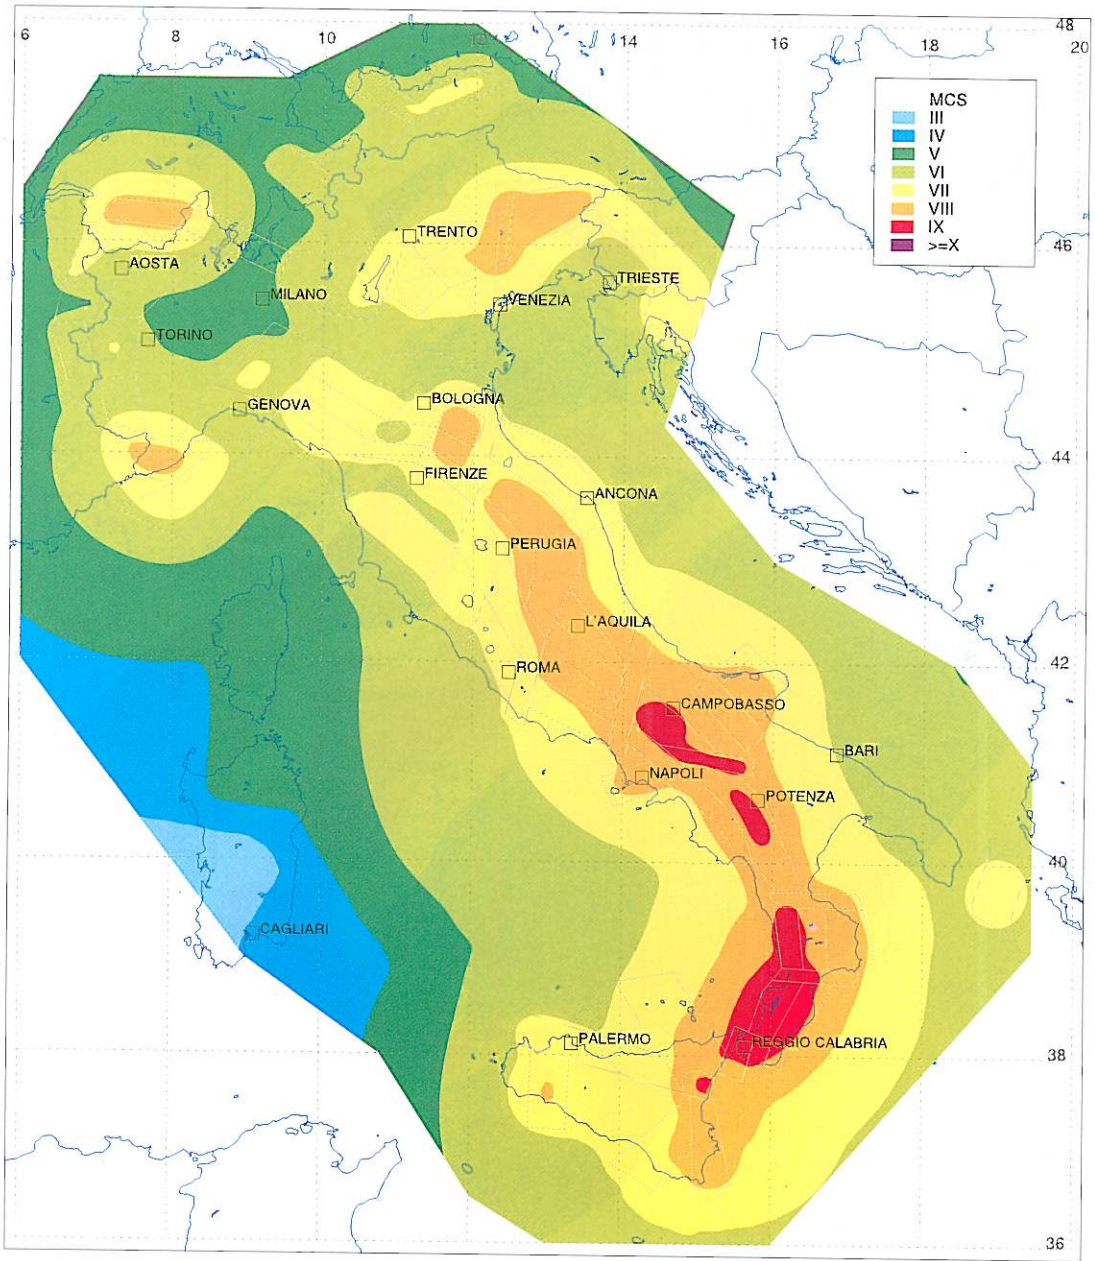 6 8 10 12 14 16 18 20
48
MCS
III
IV
V
VI
VII
VIII
IX
>=X
46
TRENTO
AOSTA
TRIESTE
MILANO
VENEZIA
TORINO
BOLOGNA
GENOVA
44
FIRENZE
ANCONA
PERUGIA
L'AQUILA
42
ROMA
CAMPOBASSO
BARI
NAPOLI
POTENZA
40
CAGLIARI
PALERMO
REGGIO CALABRIA
38
36